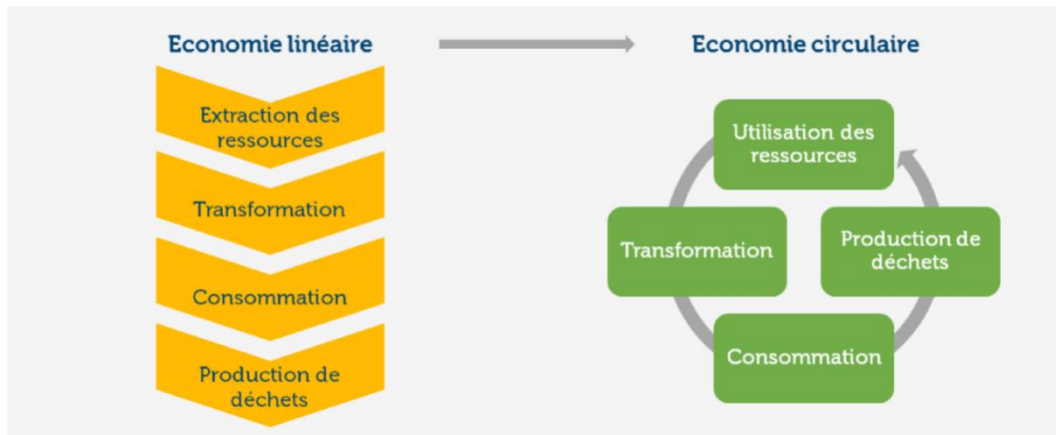 Economie linéaire
Extraction des
ressources
Transformation
Consommation
Production de
déchets
Economie circulaire
Utilisation des
ressources
Transformation
Consommation
Production de
déchets